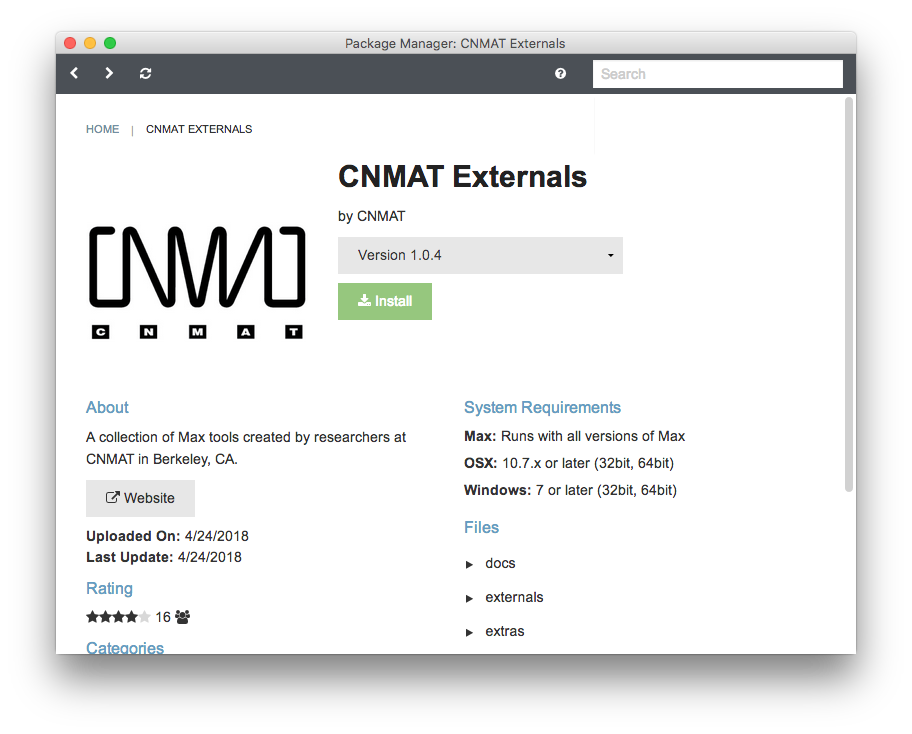 Package Manager: CNMAT Externals
Search
HOME | CNMAT EXTERNALS
CNMAT Externals
by CNMAT
Version 1.0.4
Install
CNMAT
C N M A T
About
A collection of Max tools created by researchers at
CNMAT in Berkeley, CA.
Website
Uploaded On: 4/24/2018
Last Update: 4/24/2018
Rating
16
Categories
System Requirements
Max: Runs with all versions of Max
OSX: 10.7.x or later (32bit, 64bit)
Windows: 7 or later (32bit, 64bit)
Files
docs
externals
extras